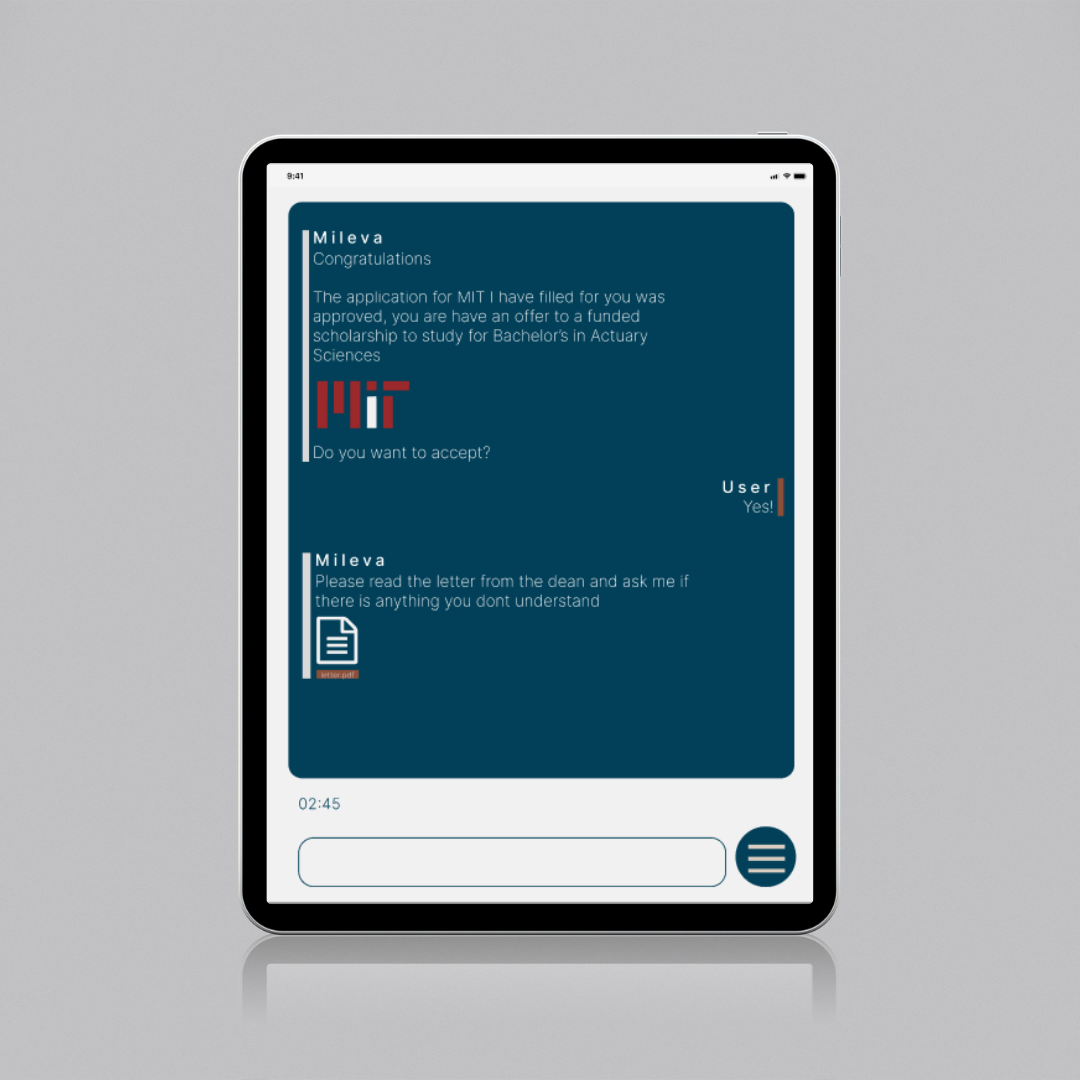 9:41
Mileva
Congratulations
The application for MIT I have filled for you was
approved, you are have an offer to a funded
scholarship to study for Bachelor's in Actuary
Sciences
MIT
Do you want to accept?
User
Yes!
Mileva
Please read the letter from the dean and ask me if
there is anything you dont understand
letter.pdf
02:45